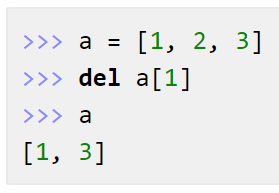 >>> a = [1, 2, 3]
>>> del a[1]
>>> a
[1, 3]